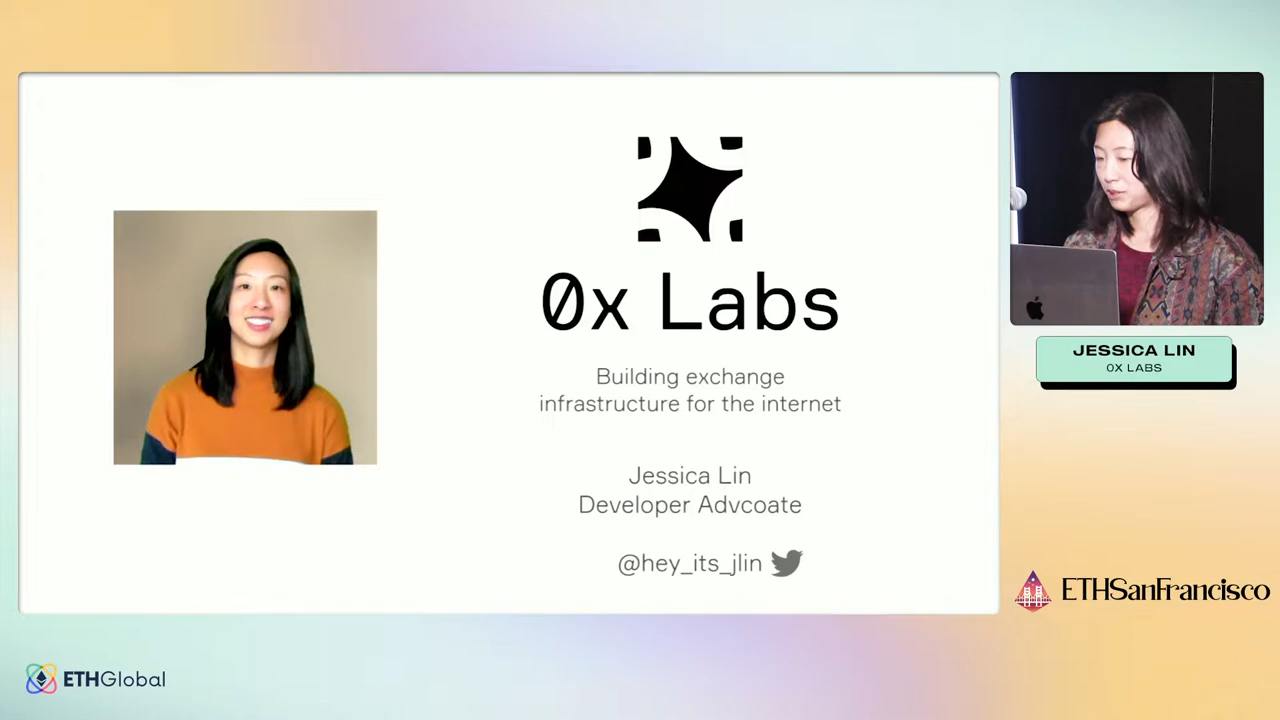 0x Labs
Building exchange
infrastructure for the internet
Jessica Lin
Developer Advcoate
@hey_its_jlin
JESSICA LIN
0X LABS
ETHSanFrancisco
ETHGlobal